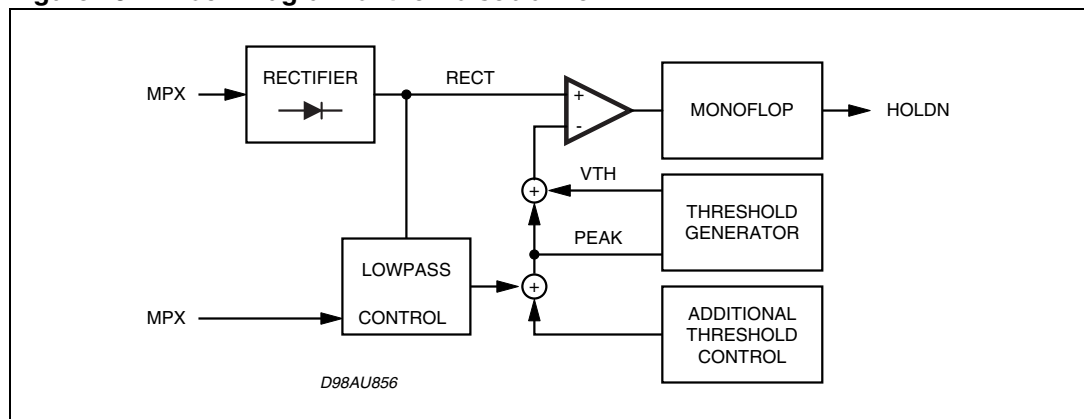 RECTIFIER
RECT
MPX
+
-
MONOFLOP
HOLDN
VTH
+
THRESHOLD
GENERATOR
PEAK
LOWPASS
CONTROL
+
MPX
ADDITIONAL
THRESHOLD
CONTROL
D98AU856